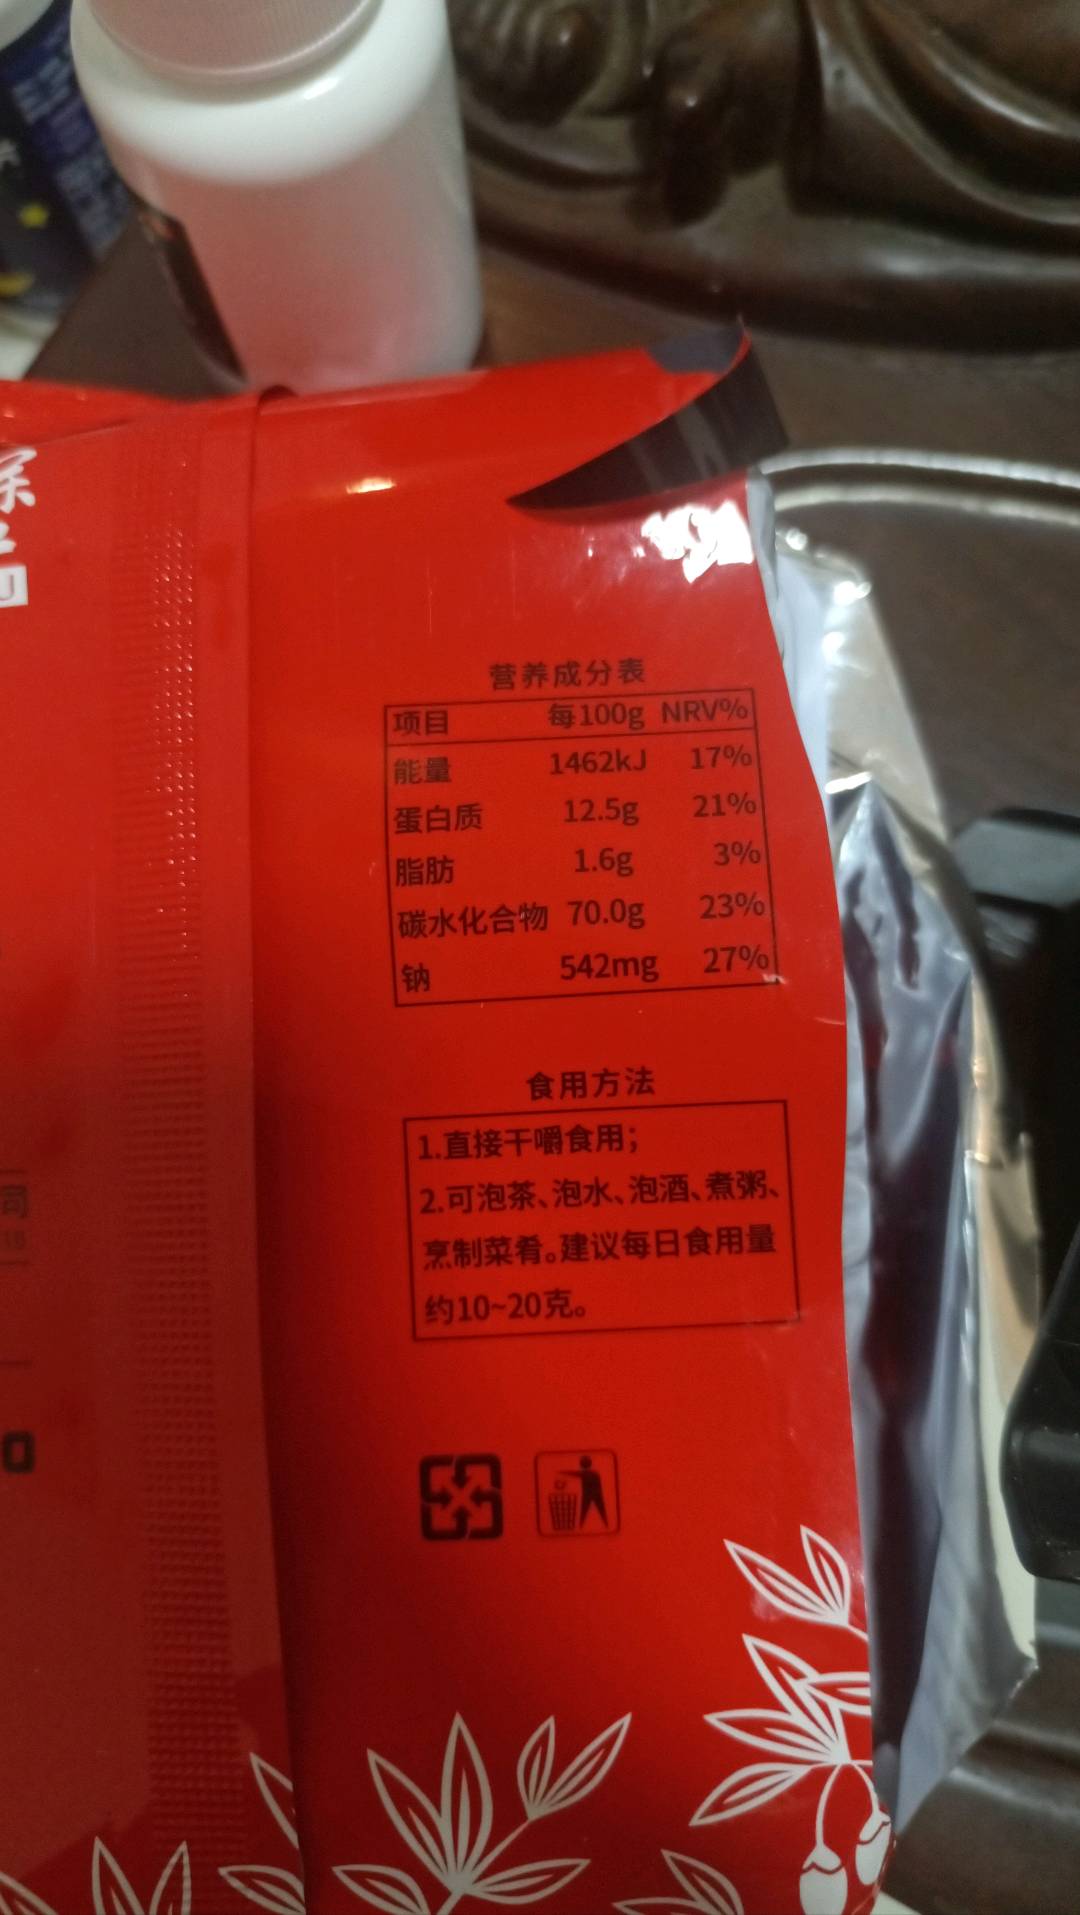 营养成分表
项目 每100g NRV%
能量 1462kJ 17%
蛋白质 12.5g 21%
脂肪 1.6g 3%
碳水化合物 70.0g 23%
钠 542mg 27%
食用方法
1.直接干嚼食用；
2.可泡茶、泡水、泡酒、煮粥、
烹制菜肴。建议每日食用量
约10~20克。
司
18
g